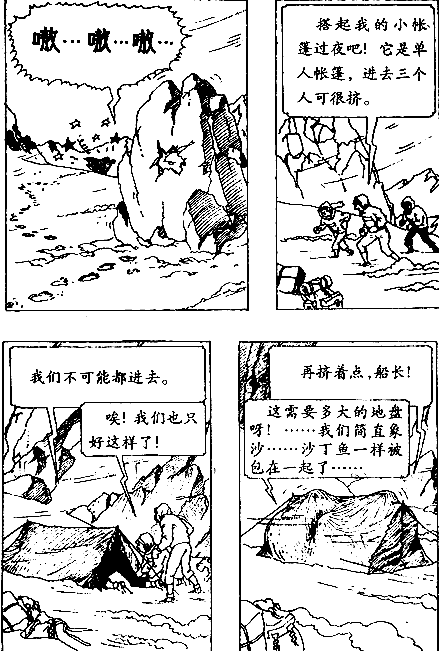 嗷…嗷…嗷…
搭起我的小帐
篷过夜吧!它是单
人帐篷,进去三个
人可很挤。
我们不可能都进去。
唉!我们也只
好这样了!
再挤着点,船长!
这需要多大的地盘
呀!……我们简直象
沙……沙丁鱼一样被
包在一起了……